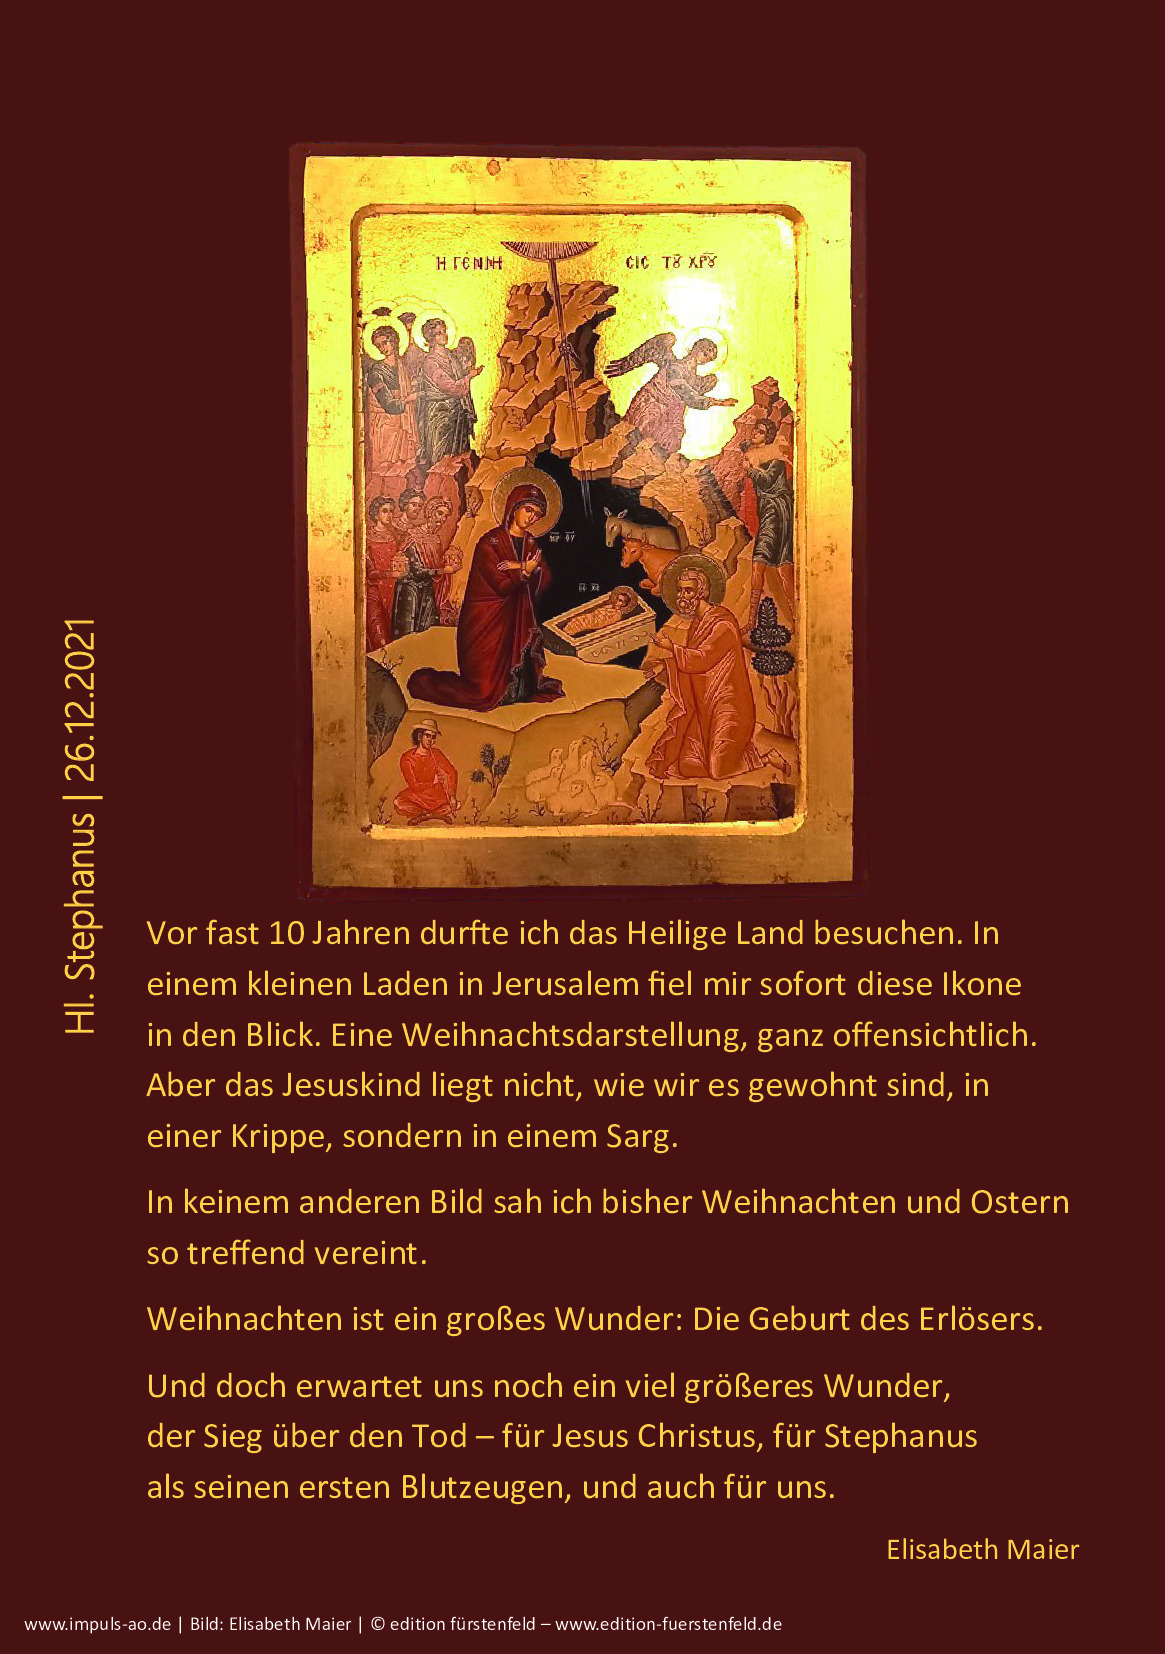 Η ΓΕΝΝΗ
CIC ΤΟΥ ΧΡΟΥ
ΜΗΡ ΘΥ
ΙC ΧC
Hl. Stephanus | 26.12.2021
Vor fast 10 Jahren durfte ich das Heilige Land besuchen. In
einem kleinen Laden in Jerusalem fiel mir sofort diese Ikone
in den Blick. Eine Weihnachtsdarstellung, ganz offensichtlich.
Aber das Jesuskind liegt nicht, wie wir es gewohnt sind, in
einer Krippe, sondern in einem Sarg.
In keinem anderen Bild sah ich bisher Weihnachten und Ostern
so treffend vereint.
Weihnachten ist ein großes Wunder: Die Geburt des Erlösers.
Und doch erwartet uns noch ein viel größeres Wunder,
der Sieg über den Tod – für Jesus Christus, für Stephanus
als seinen ersten Blutzeugen, und auch für uns.
Elisabeth Maier
www.impuls-ao.de | Bild: Elisabeth Maier | © edition fürstenfeld – www.edition-fuerstenfeld.de